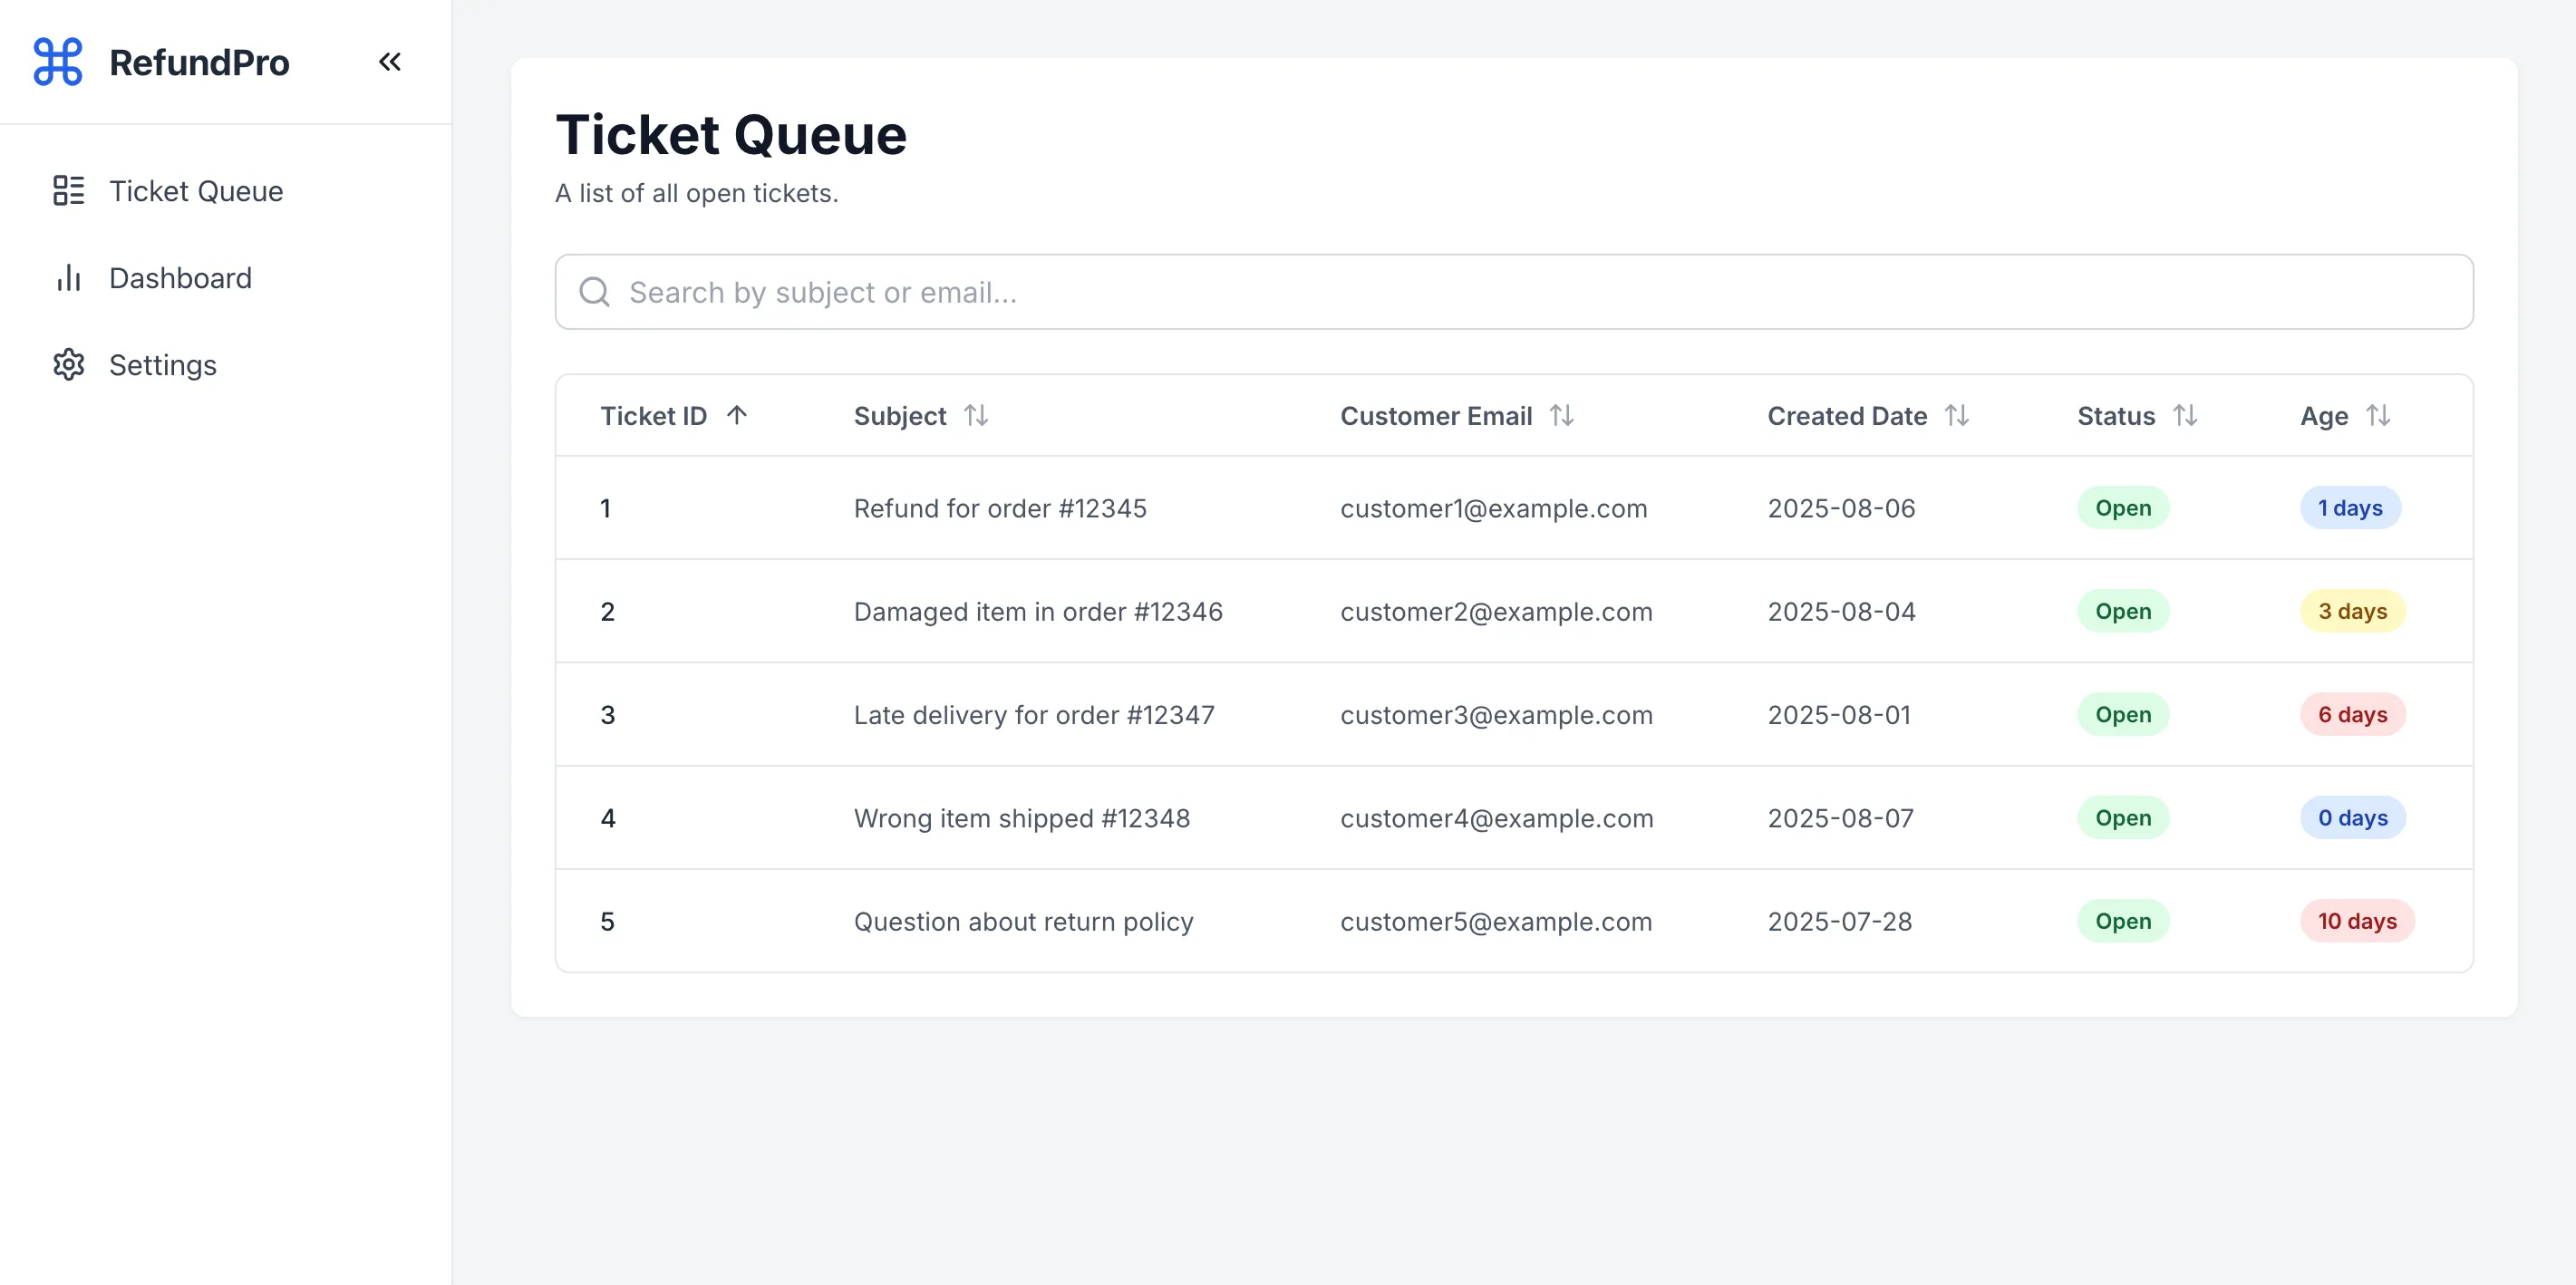 RefundPro
Ticket Queue
Dashboard
Settings
Ticket Queue
A list of all open tickets.
Search by subject or email...
Ticket ID Subject Customer Email Created Date Status Age
1 Refund for order #12345 customer1@example.com 2025-08-06 Open 1 days
2 Damaged item in order #12346 customer2@example.com 2025-08-04 Open 3 days
3 Late delivery for order #12347 customer3@example.com 2025-08-01 Open 6 days
4 Wrong item shipped #12348 customer4@example.com 2025-08-07 Open 0 days
5 Question about return policy customer5@example.com 2025-07-28 Open 10 days